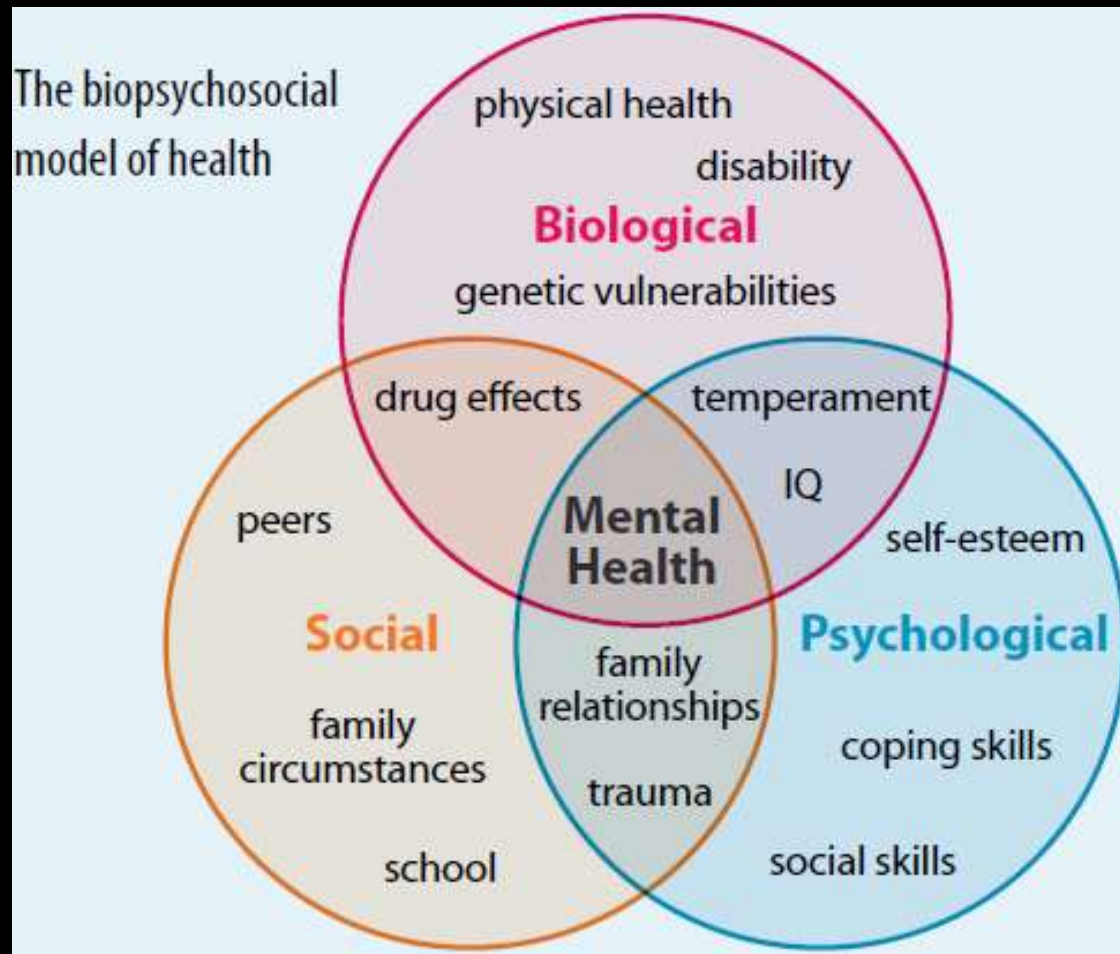 The biopsychosocial
model of health
physical health
disability
Biological
genetic vulnerabilities
drug effects
temperament
IQ
Mental
Health
peers
self-esteem
Social
Psychological
family
relationships
family
circumstances
coping skills
trauma
school
social skills